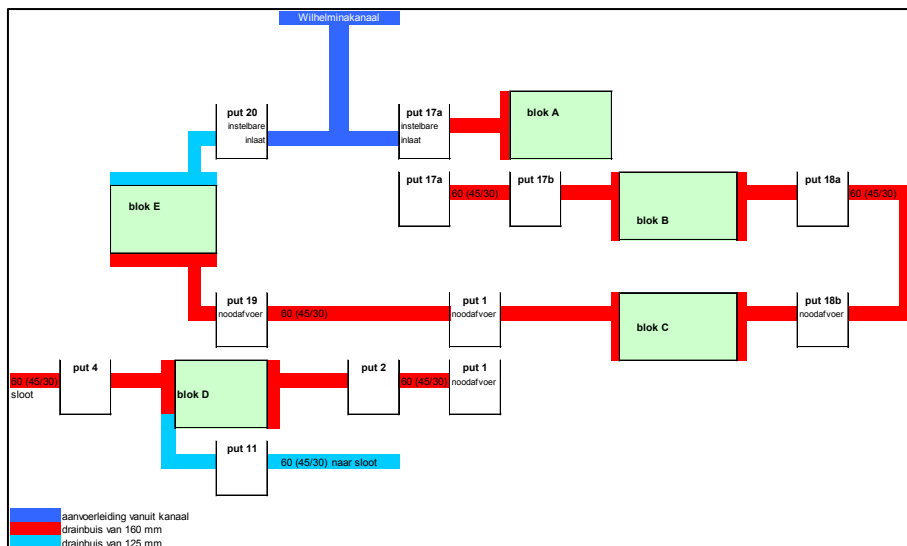 Wilhelminakanaal
put 20
instelbare
inlaat
put 17a
instelbare
inlaat
blok A
put 17a
60 (45/30)
put 17b
blok B
put 18a
60 (45/30)
blok E
put 19
noodafvoer
60 (45/30)
put 1
noodafvoer
blok C
put 18b
noodafvoer
60 (45/30)
sloot
put 4
blok D
put 2
60 (45/30)
put 1
noodafvoer
put 11
60 (45/30) naar sloot
aanvoerleiding vanuit kanaal
drainbuis van 160 mm
drainbuis van 125 mm